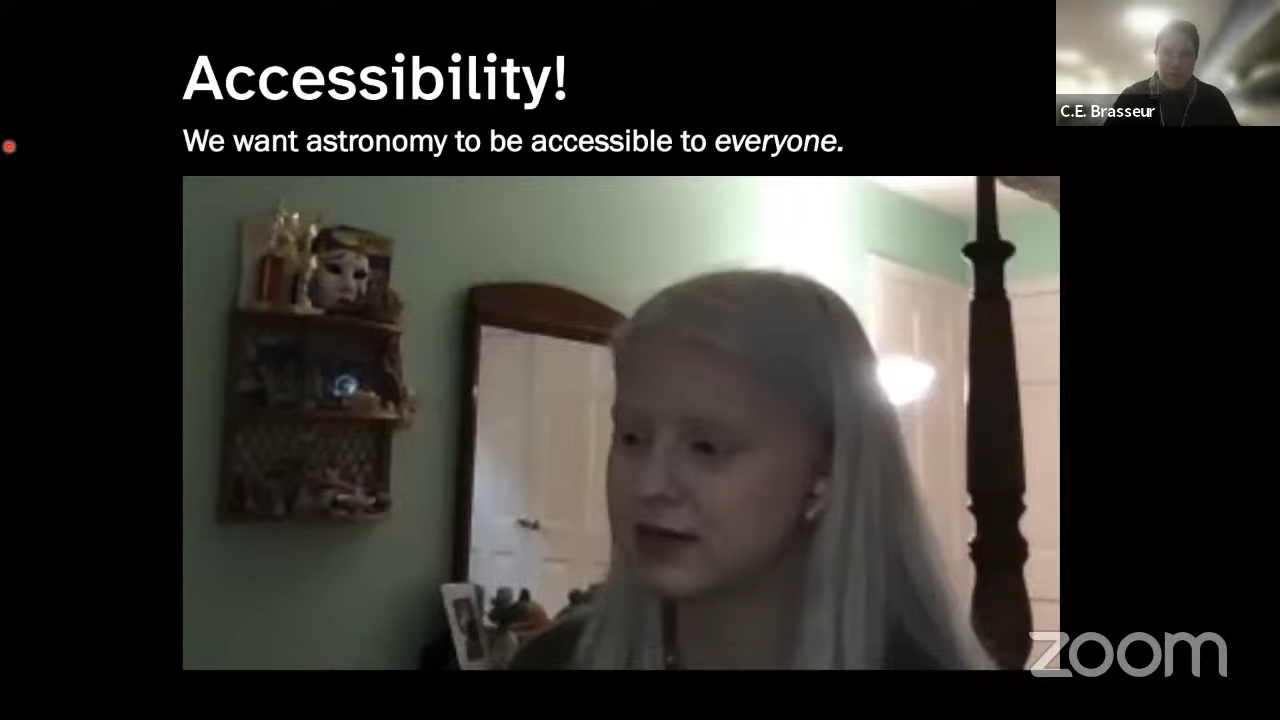 Accessibility!
We want astronomy to be accessible to everyone.
C.E. Brasseur
zoom